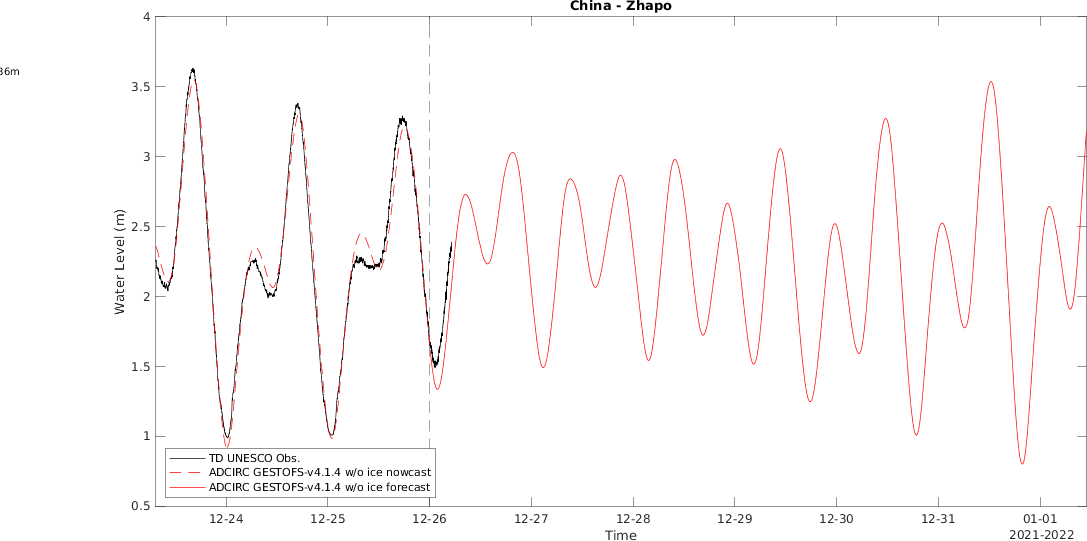 China - Zhapo
36m
4
3.5
3
2.5
2
1.5
1
0.5
Water Level (m)
TD UNESCO Obs.
ADCIRC GESTOFS-v4.1.4 w/o ice nowcast
ADCIRC GESTOFS-v4.1.4 w/o ice forecast
12-24 12-25 12-26 12-27 12-28 12-29 12-30 12-31 01-01
Time
2021-2022